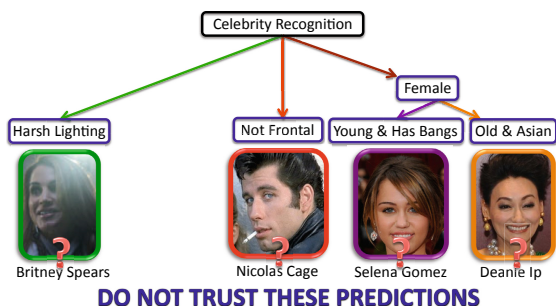 Celebrity Recognition
Female
Harsh Lighting
Not Frontal
Young & Has Bangs
Old & Asian
?
?
?
?
Britney Spears
Nicolas Cage
Selena Gomez
Deanie Ip
DO NOT TRUST THESE PREDICTIONS